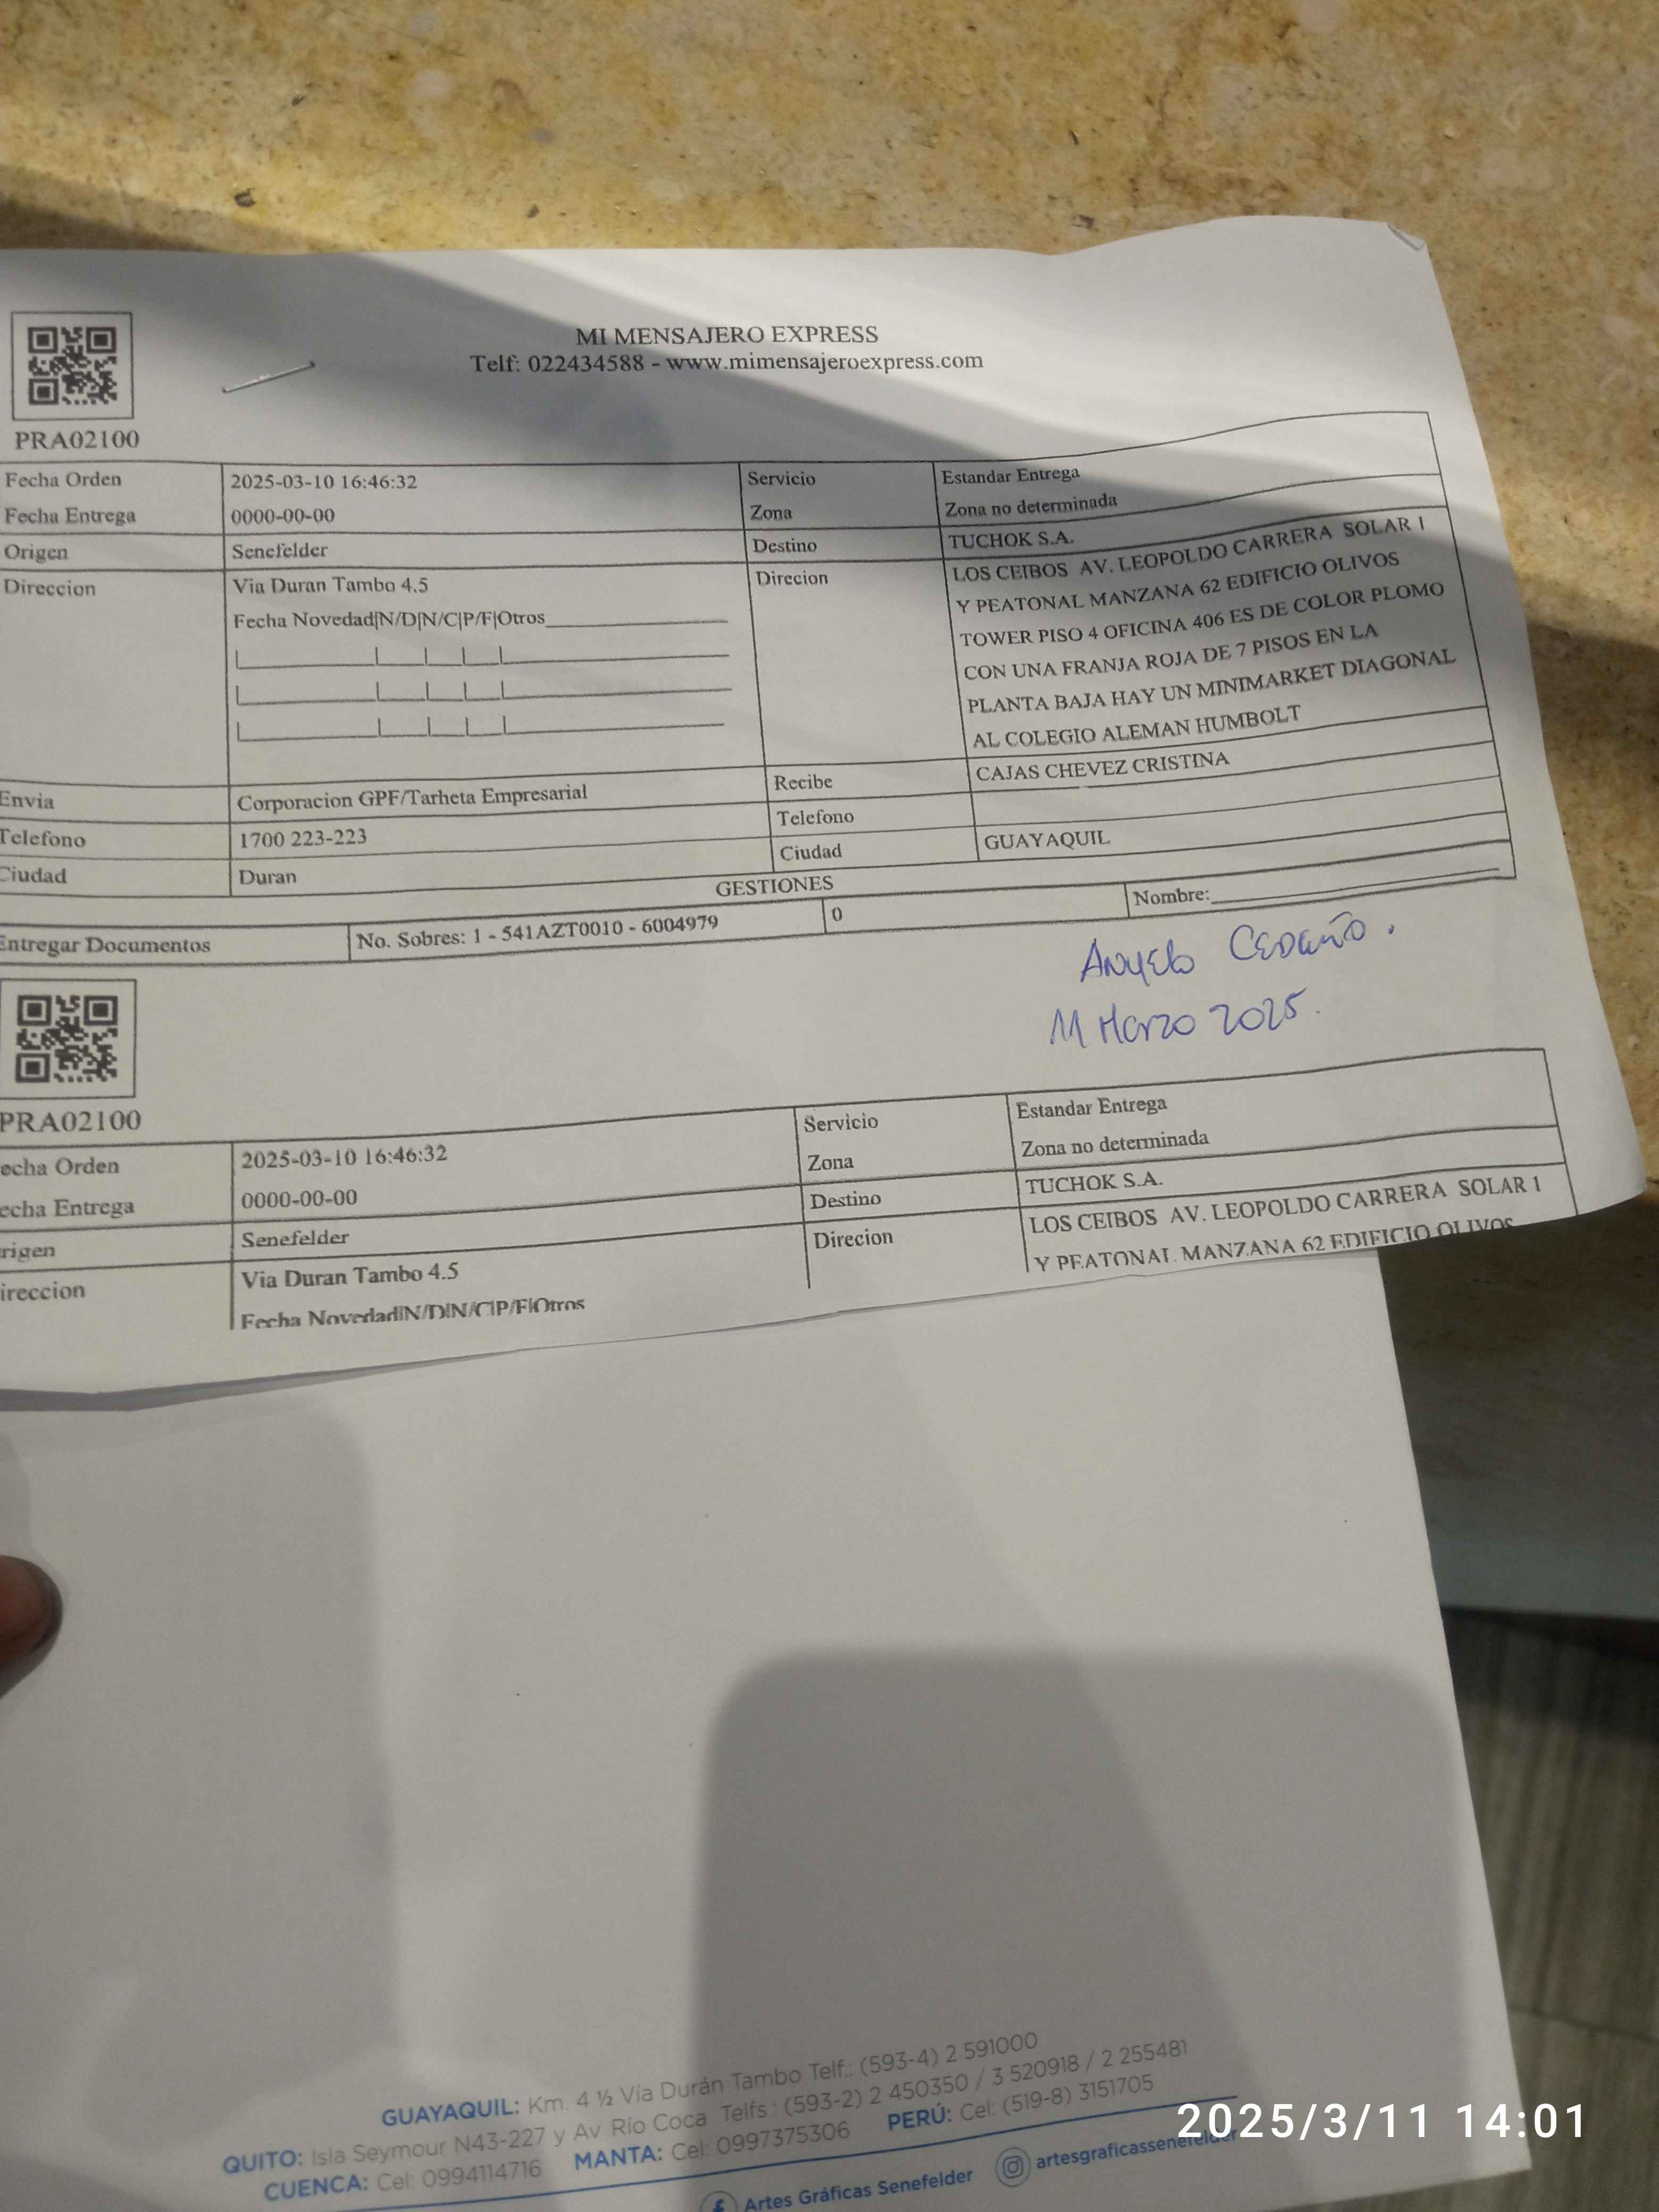 MI MENSAJERO EXPRESS
Telf: 022434588 - www.mimensajeroexpress.com
PRA02100
Fecha Orden 2025-03-10 16:46:32 Servicio Estandar Entrega
Fecha Entrega 0000-00-00 Zona Zona no determinada
Origen Senefelder Destino TUCHOK S.A.
Direccion Via Duran Tambo 4.5 Direcion LOS CEIBOS AV. LEOPOLDO CARRERA SOLAR 1
Fecha Novedad|N/D|N/C|P/F|Otros Y PEATONAL MANZANA 62 EDIFICIO OLIVOS
TOWER PISO 4 OFICINA 406 ES DE COLOR PLOMO
CON UNA FRANJA ROJA DE 7 PISOS EN LA
PLANTA BAJA HAY UN MINIMARKET DIAGONAL
AL COLEGIO ALEMAN HUMBOLT
Envia Corporacion GPF/Tarheta Empresarial Recibe CAJAS CHEVEZ CRISTINA
Telefono 1700 223-223 Telefono
Ciudad Duran Ciudad GUAYAQUIL
GESTIONES
Entregar Documentos No. Sobres: 1 - 541AZT0010 - 6004979 0 Nombre:
Anyelo Cedeño.
11 Marzo 2025.
PRA02100
echa Orden 2025-03-10 16:46:32 Servicio Estandar Entrega
echa Entrega 0000-00-00 Zona Zona no determinada
rigen Senefelder Destino TUCHOK S.A.
ireccion Via Duran Tambo 4.5 Direcion LOS CEIBOS AV. LEOPOLDO CARRERA SOLAR 1
Fecha Novedad|N/D|N/C|P/F|Otros Y PEATONAL MANZANA 62 EDIFICIO OLIVOS
GUAYAQUIL: Km. 4 ½ Vía Durán Tambo Telf.: (593-4) 2 591000
QUITO: Isla Seymour N43-227 y Av Río Coca Telfs : (593-2) 2 450350 / 3 520918 / 2 255481
CUENCA: Cel: 0994114716 MANTA: Cel: 0997375306 PERÚ: Cel: (519-8) 3151705
Artes Gráficas Senefelder artesgraficassenefelder
2025/3/11 14:01